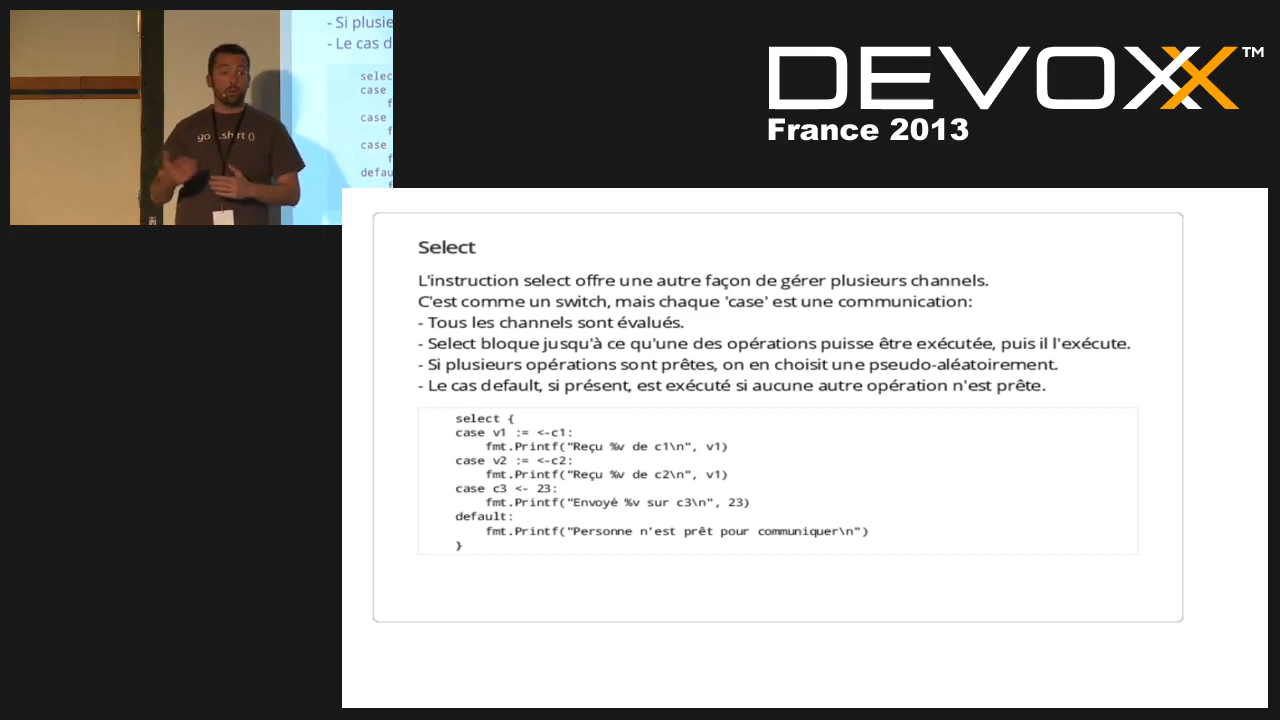 - Si plusie
- Le cas d
selec
case
f
case
f
case
f
defau
f
go .shirt ()
DEVOXX™
France 2013
Select
L'instruction select offre une autre façon de gérer plusieurs channels.
C'est comme un switch, mais chaque 'case' est une communication:
- Tous les channels sont évalués.
- Select bloque jusqu'à ce qu'une des opérations puisse être exécutée, puis il l'exécute.
- Si plusieurs opérations sont prêtes, on en choisit une pseudo-aléatoirement.
- Le cas default, si présent, est exécuté si aucune autre opération n'est prête.
select {
case v1 := <-c1:
fmt.Printf("Reçu %v de c1\n", v1)
case v2 := <-c2:
fmt.Printf("Reçu %v de c2\n", v1)
case c3 <- 23:
fmt.Printf("Envoyé %v sur c3\n", 23)
default:
fmt.Printf("Personne n'est prêt pour communiquer\n")
}